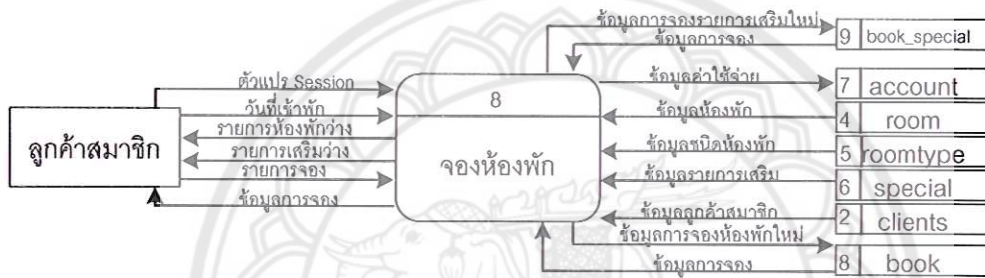 ข้อมูลการจองรายการเสริมใหม่
ข้อมูลการจอง
9 book_special
ตัวแปร Session
8
ข้อมูลค่าใช้จ่าย
7 account
วันที่เข้าพัก
ข้อมูลห้องพัก
4 room
ลูกค้าสมาชิก
รายการห้องพักว่าง
จองห้องพัก
ข้อมูลชนิดห้องพัก
5 roomtype
รายการเสริมว่าง
รายการจอง
ข้อมูลรายการเสริม
6 special
ข้อมูลการจอง
ข้อมูลลูกค้าสมาชิก
2 clients
ข้อมูลการจองห้องพักใหม่
ข้อมูลการจอง
8 book